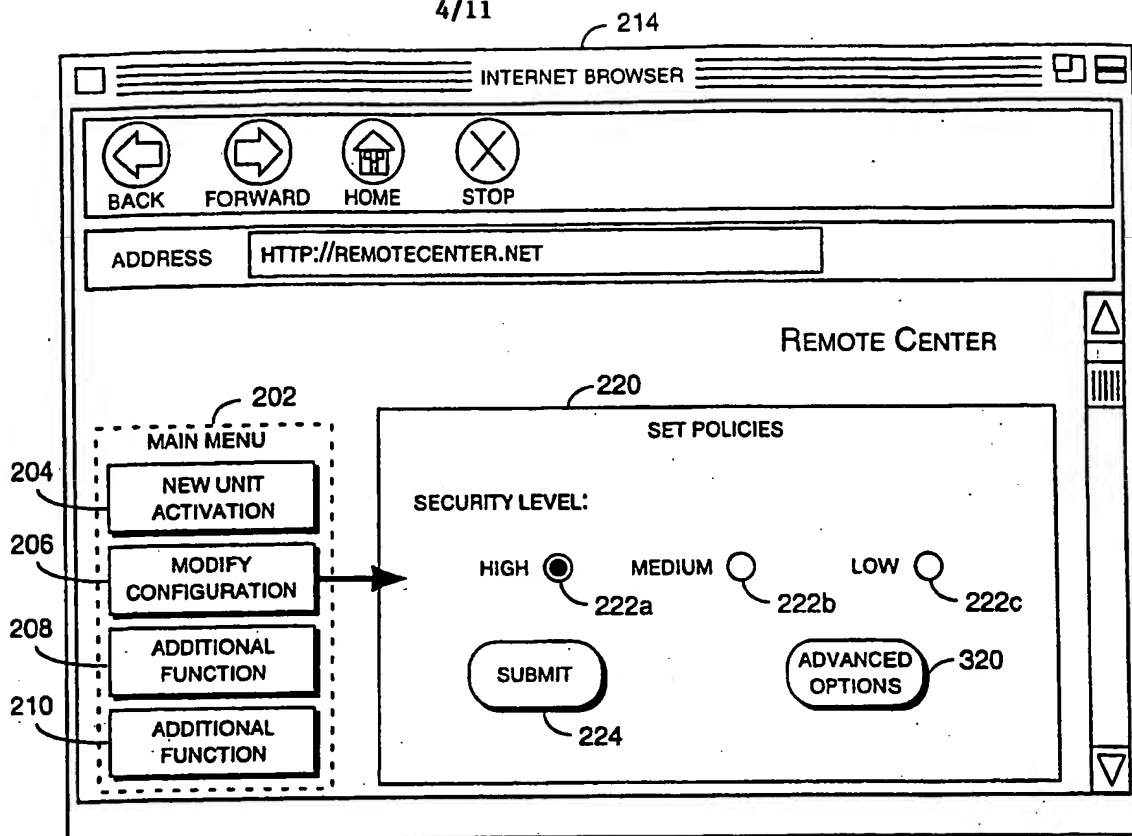 4/11
214
INTERNET BROWSER
BACK FORWARD HOME STOP
ADDRESS HTTP://REMOTECENTER.NET
REMOTE CENTER
202
220
MAIN MENU
SET POLICIES
204
NEW UNIT
ACTIVATION
SECURITY LEVEL:
206
MODIFY
CONFIGURATION
HIGH MEDIUM LOW
222a 222b 222c
208
ADDITIONAL
FUNCTION
SUBMIT
ADVANCED
OPTIONS
320
224
210
ADDITIONAL
FUNCTION